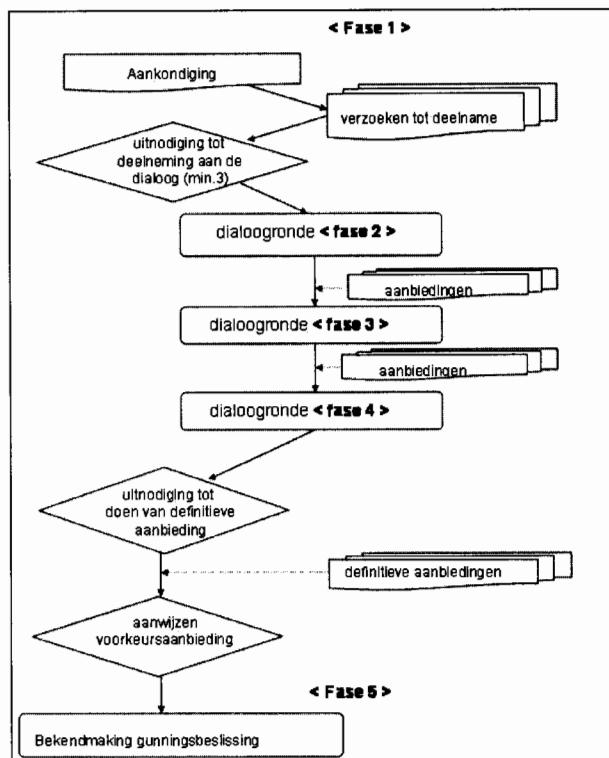 < Fase 1 >
Aankondiging
verzoeken tot deelname
uitnodiging tot
deelneming aan de
dialoog (min.3)
dialoogronde < fase 2 >
aanbiedingen
dialoogronde < fase 3 >
aanbiedingen
dialoogronde < fase 4 >
uitnodiging tot
doen van definitieve
aanbieding
definitieve aanbiedingen
aanwijzen
voorkeursaanbieding
< Fase 5 >
Bekendmaking gunningsbeslissing